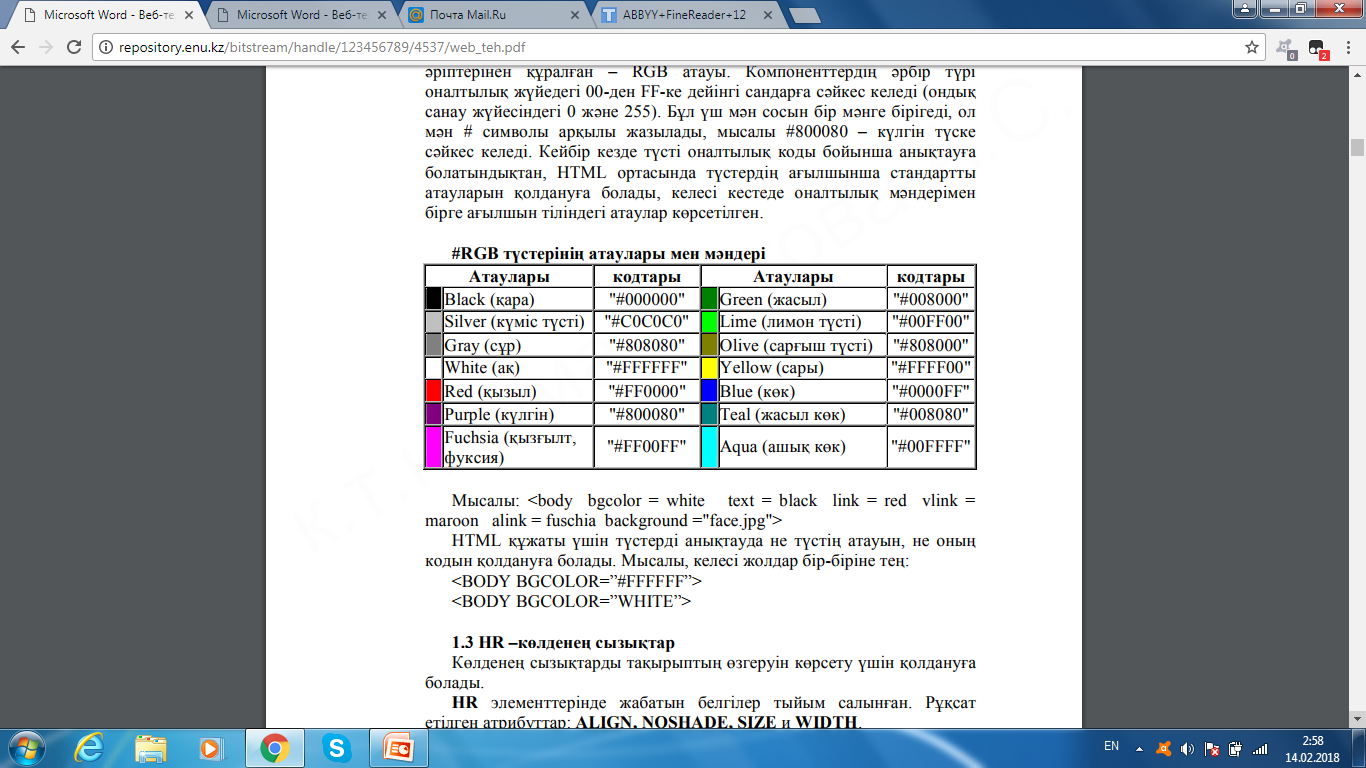 Microsoft Word - Веб-те
Microsoft Word - Веб-те
Почта Mail.Ru
ABBYY+FineReader+12
repository.enu.kz/bitstream/handle/123456789/4537/web_teh.pdf
0
2
әріптерінен құралған – RGB атауы. Компоненттердің әрбір түрі
оналтылық жүйедегі 00-ден FF-ке дейінгі сандарға сәйкес келеді (ондық
санау жүйесіндегі 0 және 255). Бұл үш мән сосын бір мәнге бірігеді, ол
мән # символы арқылы жазылады, мысалы #800080 – күлгін түске
сәйкес келеді. Кейбір кезде түсті оналтылық коды бойынша анықтауға
болатындықтан, HTML ортасында түстердің ағылшынша стандартты
атауларын қолдануға болады, келесі кестеде оналтылық мәндерімен
бірге ағылшын тіліндегі атаулар көрсетілген.
#RGB түстерінің атаулары мен мәндері
Атаулары кодтары Атаулары кодтары
Black (қара) "#000000" Green (жасыл) "#008000"
Silver (күміс түсті) "#C0C0C0" Lime (лимон түсті) "#00FF00"
Gray (сұр) "#808080" Olive (сарғыш түсті) "#808000"
White (ақ) "#FFFFFF" Yellow (сары) "#FFFF00"
Red (қызыл) "#FF0000" Blue (көк) "#0000FF"
Purple (күлгін) "#800080" Teal (жасыл көк) "#008080"
Fuchsia (қызғылт,
фуксия) "#FF00FF" Aqua (ашық көк) "#00FFFF"
Мысалы: <body bgcolor = white text = black link = red vlink =
maroon alink = fuschia background ="face.jpg">
HTML құжаты үшін түстерді анықтауда не түстің атауын, не оның
кодын қолдануға болады. Мысалы, келесі жолдар бір-біріне тең:
<BODY BGCOLOR=”#FFFFFF”>
<BODY BGCOLOR=”WHITE”>
1.3 HR –көлденең сызықтар
Көлденең сызықтарды тақырыптың өзгеруін көрсету үшін қолдануға
болады.
HR элементтерінде жабатын белгілер тыйым салынған. Рұқсат
етілген атрибуттар: ALIGN, NOSHADE, SIZE и WIDTH.
EN
2:58
14.02.2018